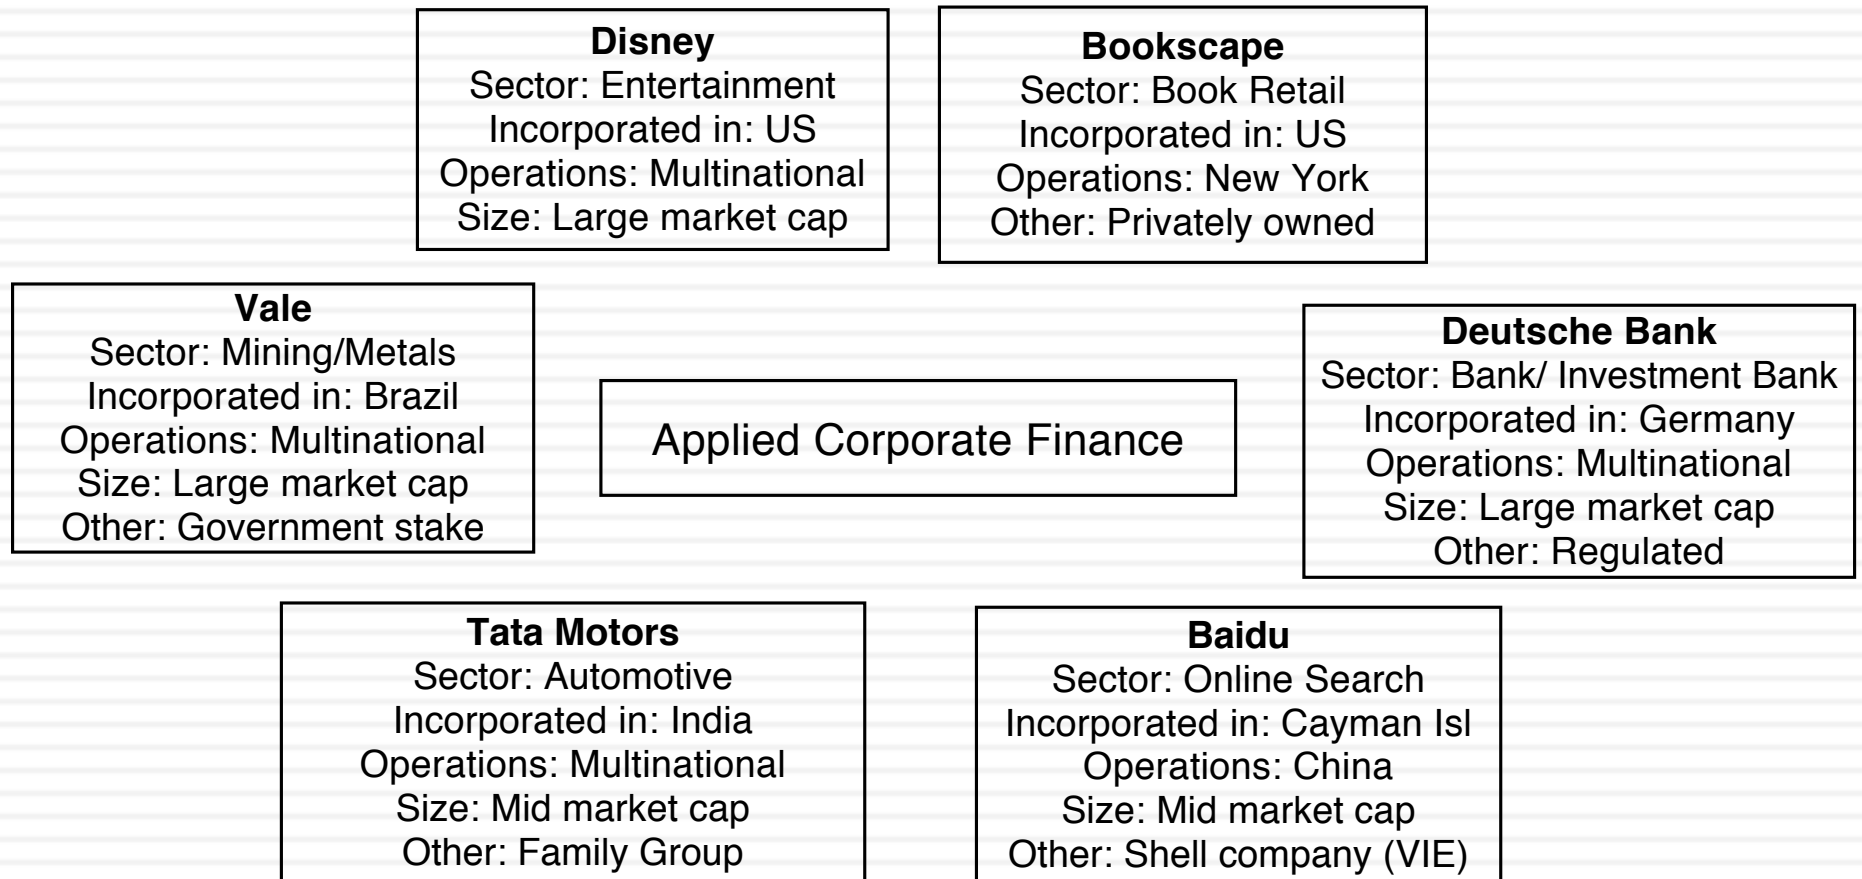 Disney
Sector: Entertainment
Incorporated in: US
Operations: Multinational
Size: Large market cap
Bookscape
Sector: Book Retail
Incorporated in: US
Operations: New York
Other: Privately owned
Vale
Sector: Mining/Metals
Incorporated in: Brazil
Operations: Multinational
Size: Large market cap
Other: Government stake
Applied Corporate Finance
Deutsche Bank
Sector: Bank/ Investment Bank
Incorporated in: Germany
Operations: Multinational
Size: Large market cap
Other: Regulated
Tata Motors
Sector: Automotive
Incorporated in: India
Operations: Multinational
Size: Mid market cap
Other: Family Group
Baidu
Sector: Online Search
Incorporated in: Cayman Isl
Operations: China
Size: Mid market cap
Other: Shell company (VIE)